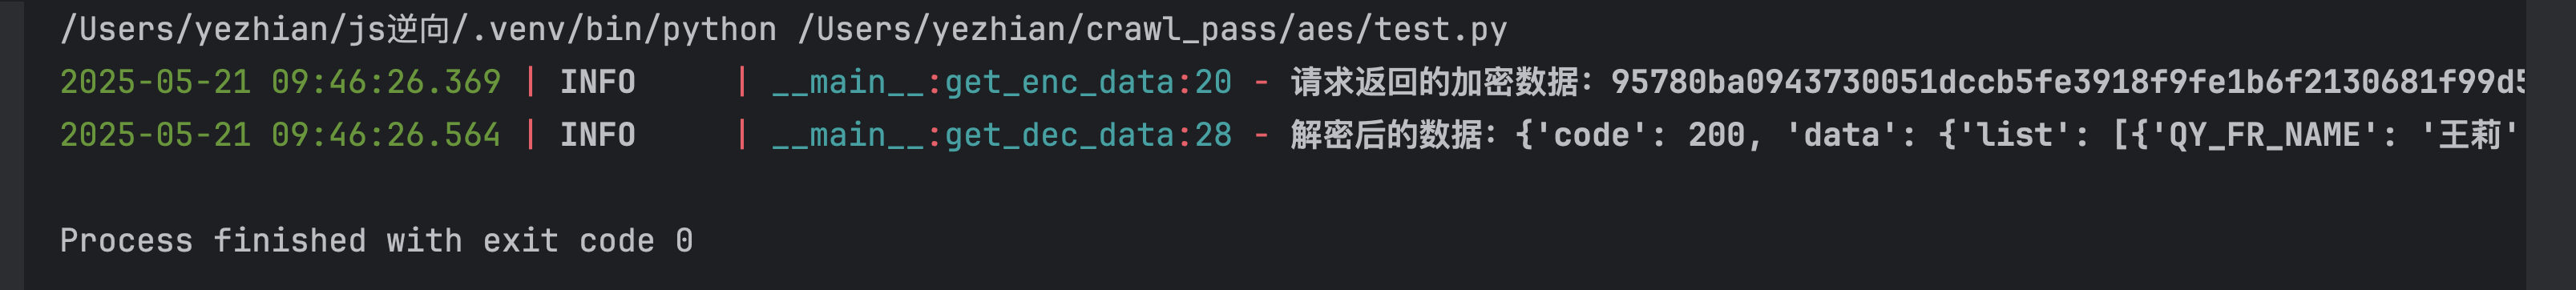 /Users/yezhian/js逆向/.venv/bin/python /Users/yezhian/crawl_pass/aes/test.py
2025-05-21 09:46:26.369 | INFO     | __main__:get_enc_data:20 - 请求返回的加密数据：95780ba0943730051dccb5fe3918f9fe1b6f2130681f99d5
2025-05-21 09:46:26.564 | INFO     | __main__:get_dec_data:28 - 解密后的数据：{'code': 200, 'data': {'list': [{'QY_FR_NAME': '王莉'
Process finished with exit code 0